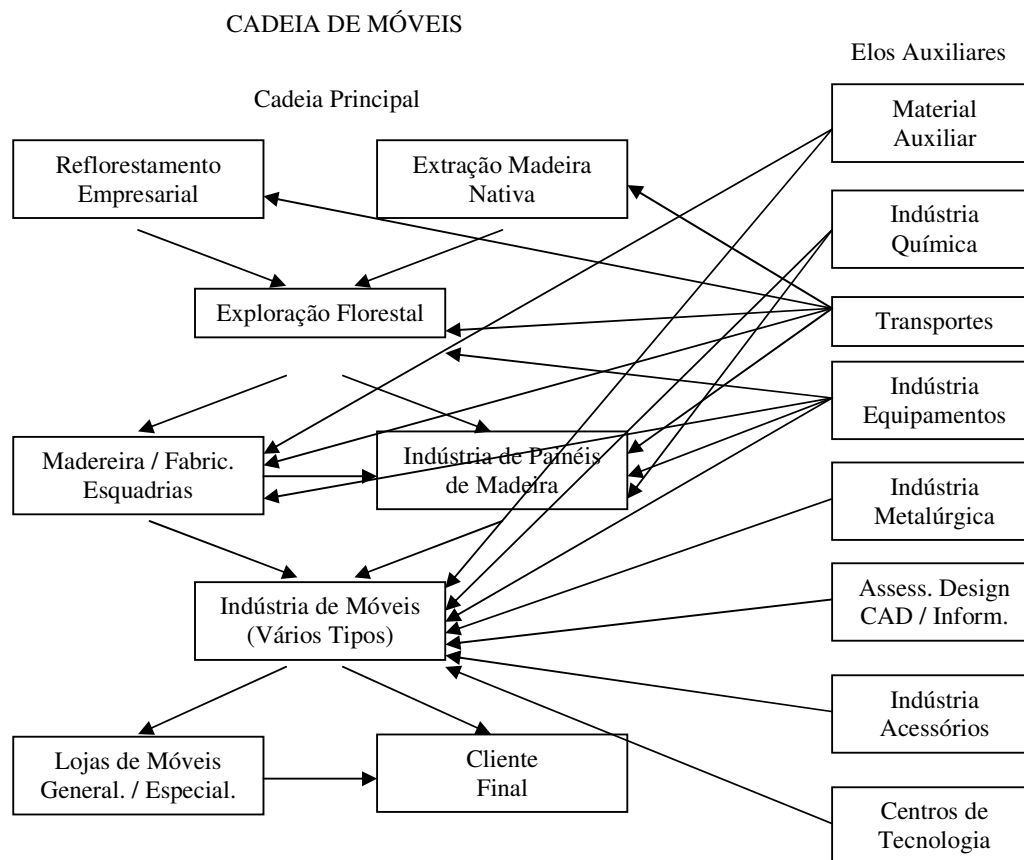 CADEIA DE MÓVEIS
Elos Auxiliares
Cadeia Principal
Material
Auxiliar
Reflorestamento
Empresarial
Extração Madeira
Nativa
Indústria
Química
Exploração Florestal
Transportes
Indústria
Equipamentos
Madereira / Fabric.
Esquadrias
Indústria de Painéis
de Madeira
Indústria
Metalúrgica
Indústria de Móveis
(Vários Tipos)
Assess. Design
CAD / Inform.
Indústria
Acessórios
Lojas de Móveis
General. / Especial.
Cliente
Final
Centros de
Tecnologia